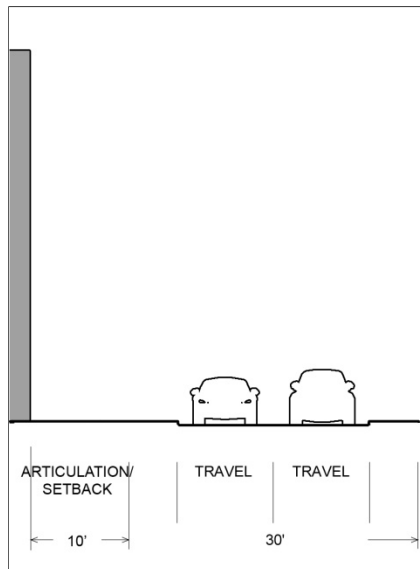 ARTICULATION/
SETBACK
TRAVEL
TRAVEL
10'
30'